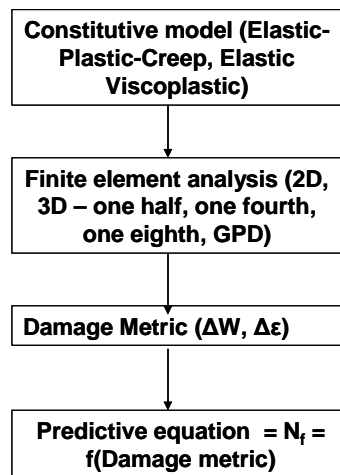 Constitutive model (Elastic-
Plastic-Creep, Elastic
Viscoplastic)
Finite element analysis (2D,
3D – one half, one fourth,
one eighth, GPD)
Damage Metric (ΔW, Δε)
Predictive equation = N_f =
f(Damage metric)